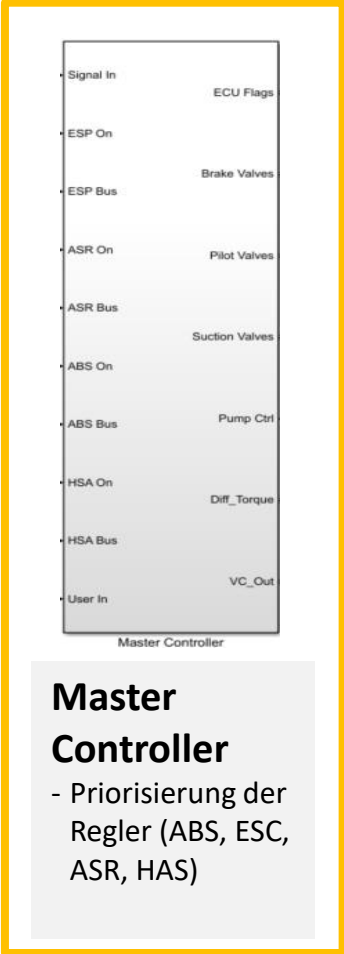 Signal In
ECU Flags
ESP On
Brake Valves
ESP Bus
ASR On
Pilot Valves
ASR Bus
Suction Valves
ABS On
ABS Bus
Pump Ctrl
HSA On
Diff_Torque
HSA Bus
VC_Out
User In
Master Controller
Master
Controller
- Priorisierung der
Regler (ABS, ESC,
ASR, HAS)